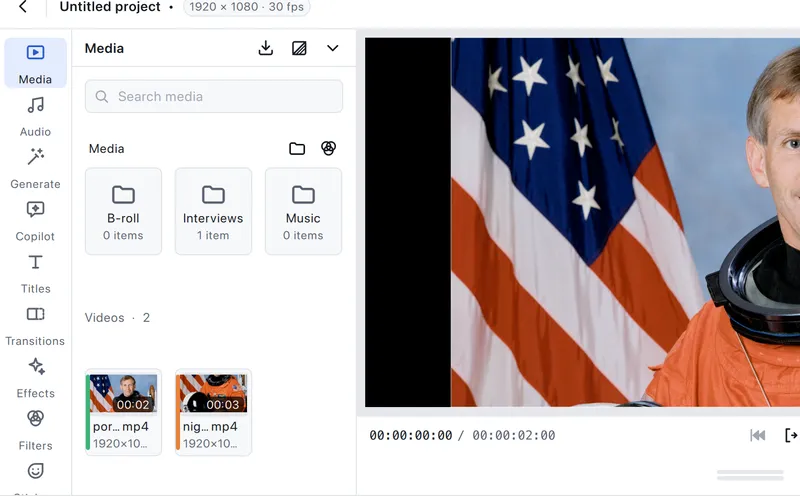 Untitled project • 1920 × 1080 · 30 fps
Media
Media
Search media
Audio
Media
Generate
B-roll
Interviews
Music
0 items
1 item
0 items
Copilot
Titles
Videos · 2
Transitions
Effects
00:02
00:03
por... mp4
nig... mp4
1920×10...
1920×10...
Filters
00:00:00:00 / 00:00:02:00